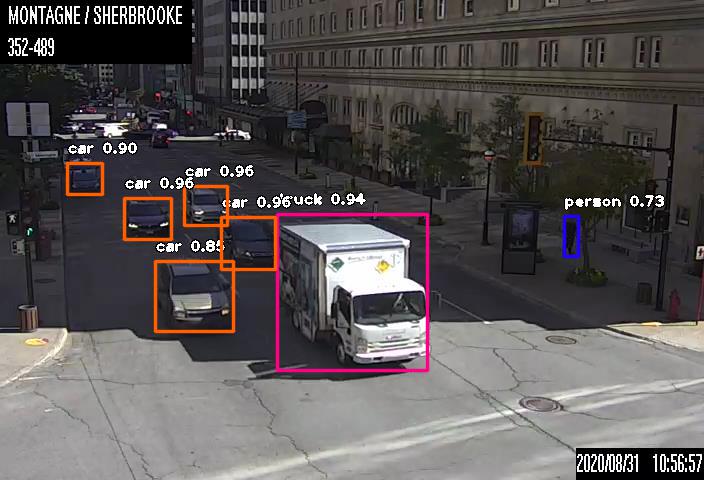 MONTAGNE / SHERBROOKE
352-489
car 0.90
car 0.96
car 0.96
car 0.96
truck 0.94
car 0.85
person 0.73
2020/08/31 10:56:57